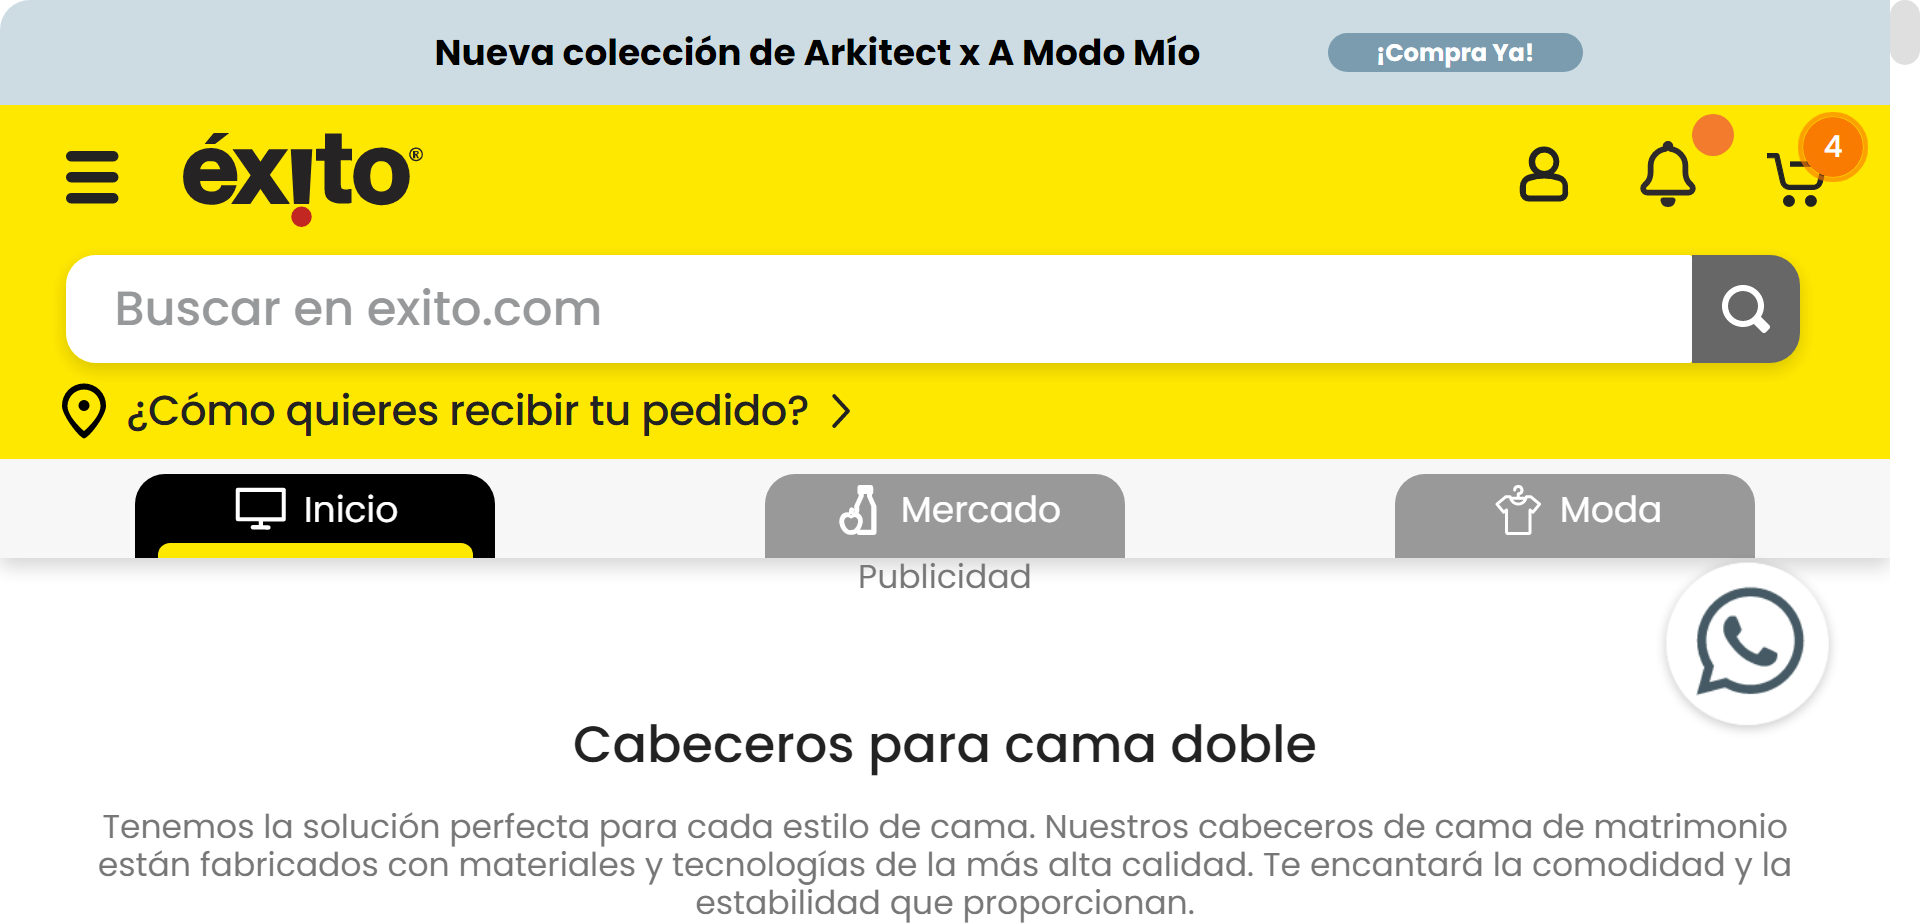 Nueva colección de Arkitect x A Modo Mío
¡Compra Ya!
éxito®
4
Buscar en exito.com
¿Cómo quieres recibir tu pedido?
Inicio
Mercado
Moda
Publicidad
Cabeceros para cama doble
Tenemos la solución perfecta para cada estilo de cama. Nuestros cabeceros de cama de matrimonio
están fabricados con materiales y tecnologías de la más alta calidad. Te encantará la comodidad y la
estabilidad que proporcionan.